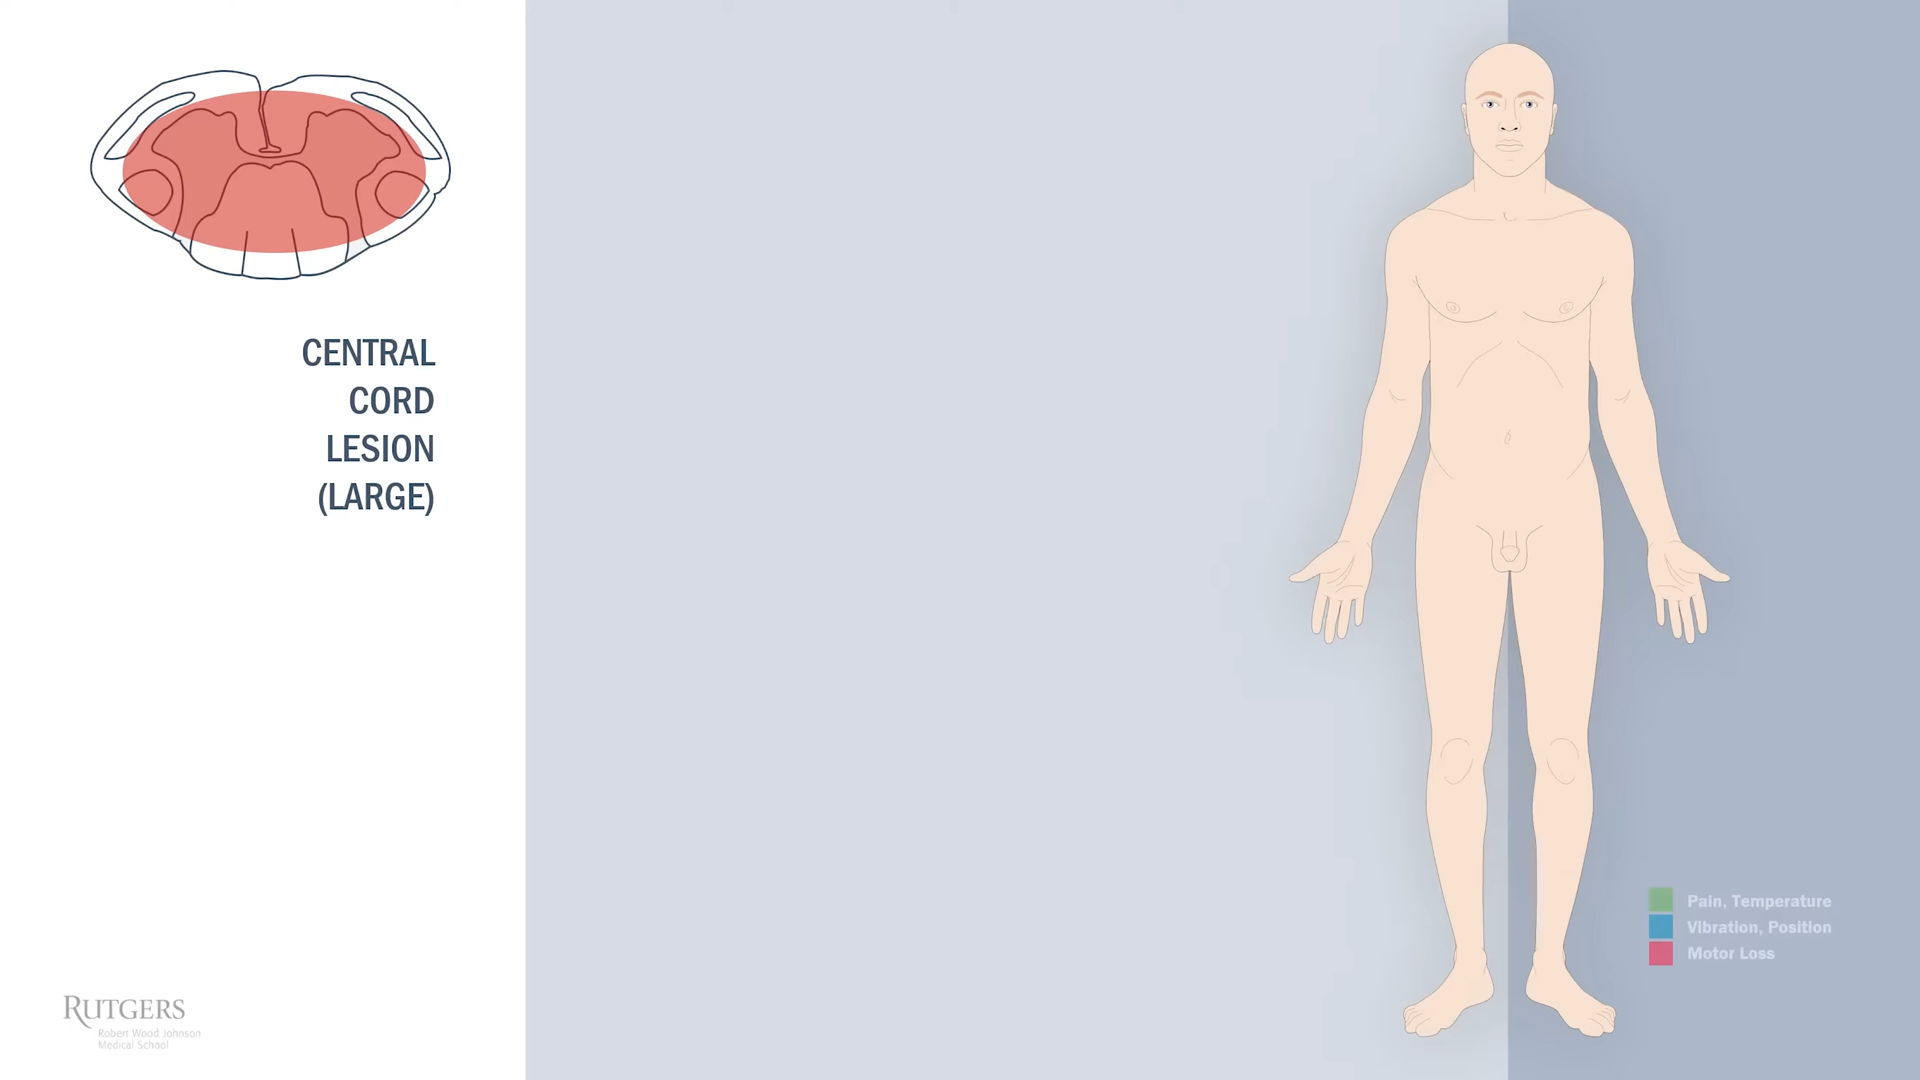 CENTRAL
CORD
LESION
(LARGE)
Pain, Temperature
Vibration, Position
Motor Loss
RUTGERS
Robert Wood Johnson
Medical School